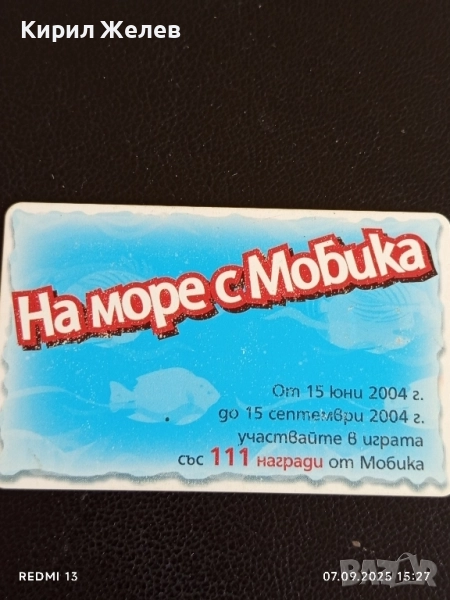 Кирил Желев
На море с Мобика
От 15 юни 2004 г.
до 15 септември 2004 г.
участвайте в играта
със 111 награди от Мобика
BAZAR
REDMI 13
07.09.2025 15:27